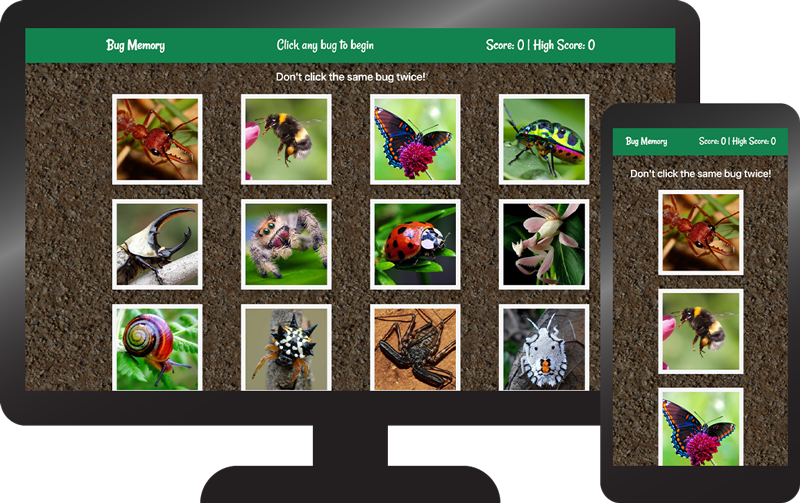 Bug Memory
Click any bug to begin
Score: 0 | High Score: 0
Don't click the same bug twice!
Bug Memory
Score: 0 | High Score: 0
Don't click the same bug twice!